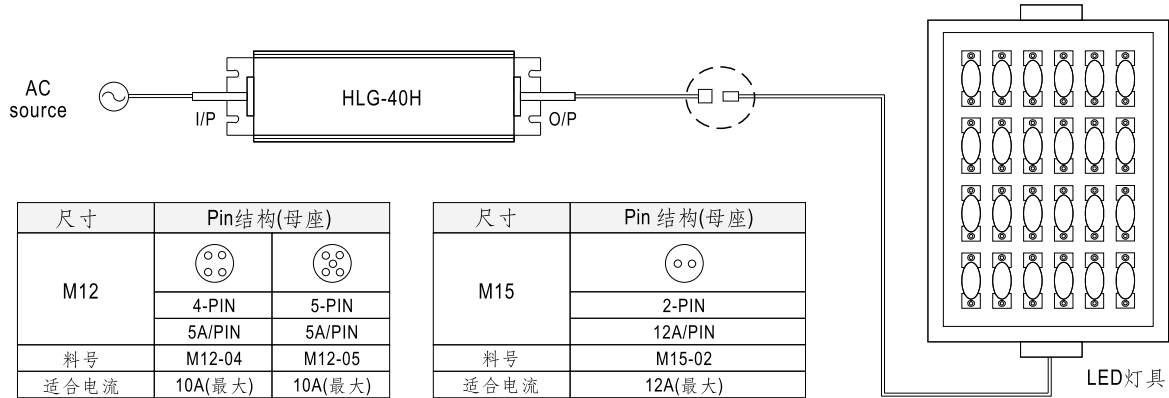 AC
source
I/P
HLG-40H
O/P
尺寸 Pin结构(母座)
M12
4-PIN 5-PIN
5A/PIN 5A/PIN
料号 M12-04 M12-05
适合电流 10A(最大) 10A(最大)
尺寸 Pin 结构(母座)
M15
2-PIN
12A/PIN
料号 M15-02
适合电流 12A(最大)
LED灯具